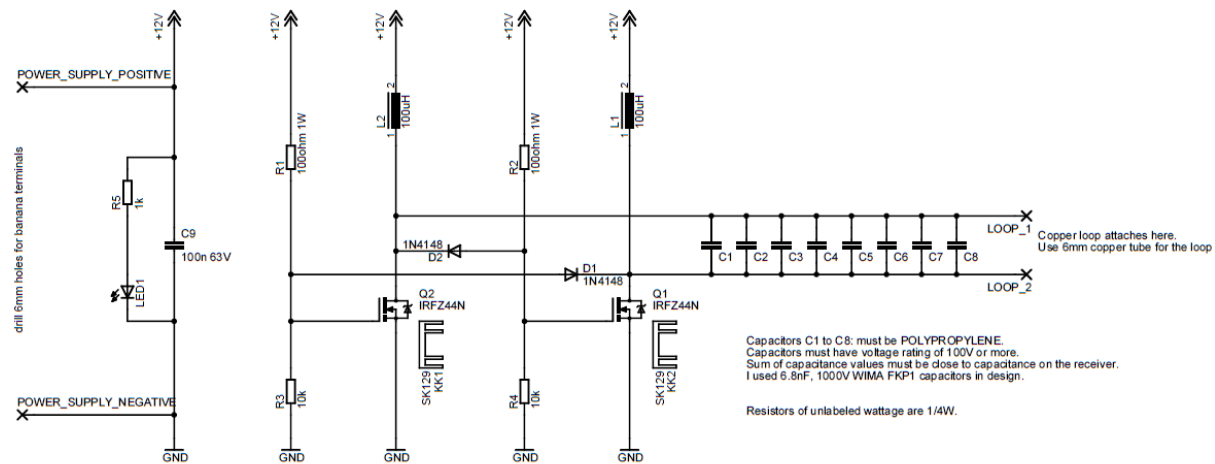 +12V
+12V
+12V
+12V
+12V
POWER_SUPPLY_POSITIVE
drill 6mm holes for banana terminals
R5
1k
LED1
C9
100n 63V
POWER_SUPPLY_NEGATIVE
GND
R1
100ohm 1W
R3
10k
GND
2
L2
100uH
1
1N4148
D2
Q2
IRFZ44N
SK129
KK1
GND
R2
100ohm 1W
R4
10k
GND
2
L1
100uH
1
D1
1N4148
Q1
IRFZ44N
SK129
KK2
GND
C1
C2
C3
C4
C5
C6
C7
C8
LOOP_1
LOOP_2
Copper loop attaches here.
Use 6mm copper tube for the loop
Capacitors C1 to C8: must be POLYPROPYLENE.
Capacitors must have voltage rating of 100V or more.
Sum of capacitance values must be close to capacitance on the receiver.
I used 6.8nF, 1000V WIMA FKP1 capacitors in design.
Resistors of unlabeled wattage are 1/4W.